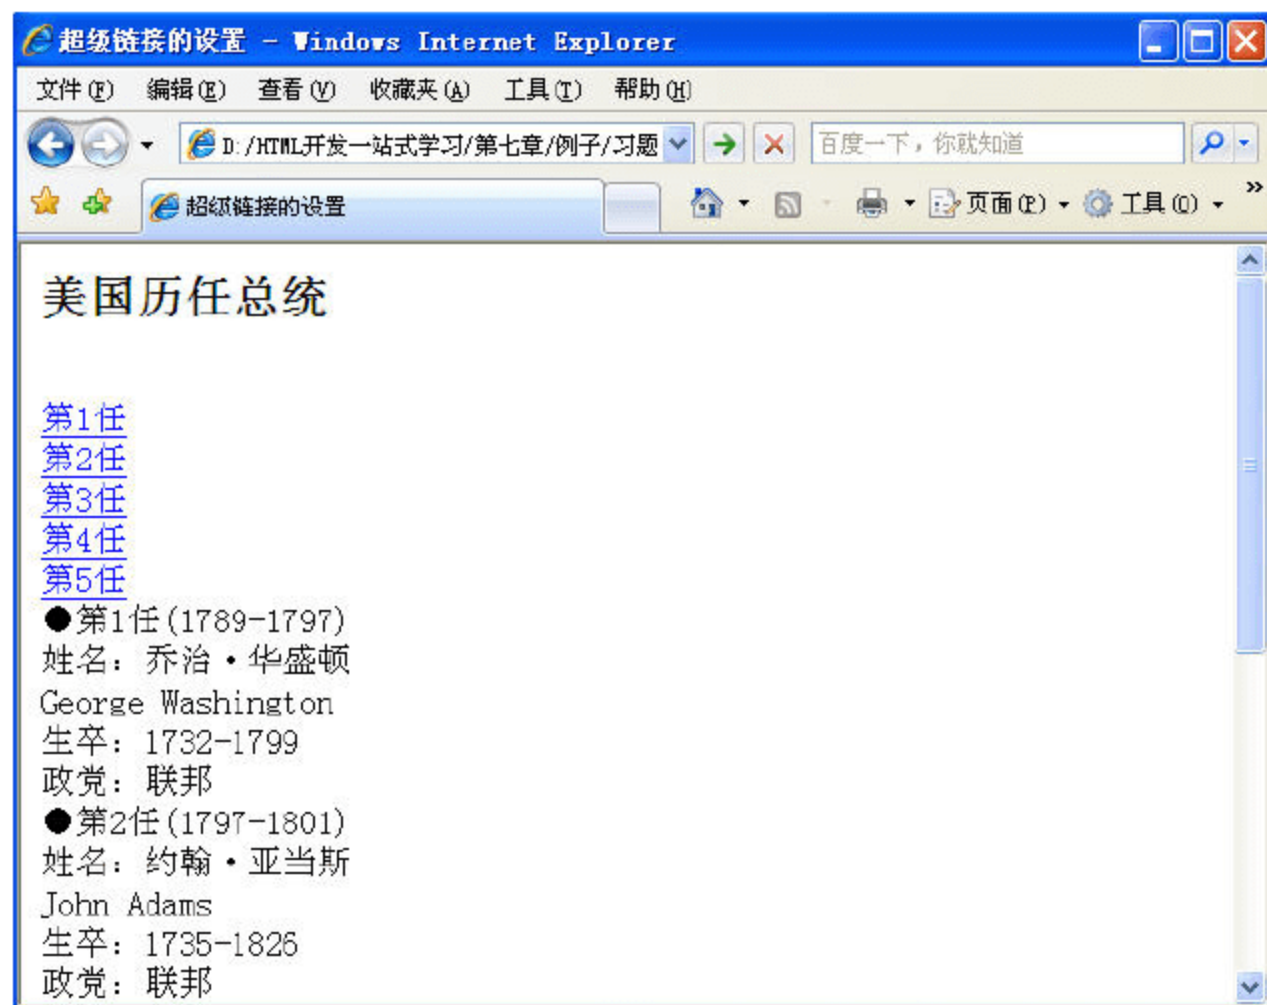 超级链接的设置 - Windows Internet Explorer
文件(F) 编辑(E) 查看(V) 收藏夹(A) 工具(T) 帮助(H)
D:/HTML开发一站式学习/第七章/例子/习题 百度一下，你就知道
超级链接的设置 页面(P) 工具(O) »
美国历任总统
第1任
第2任
第3任
第4任
第5任
●第1任(1789-1797)
姓名：乔治·华盛顿
George Washington
生卒：1732-1799
政党：联邦
●第2任(1797-1801)
姓名：约翰·亚当斯
John Adams
生卒：1735-1826
政党：联邦